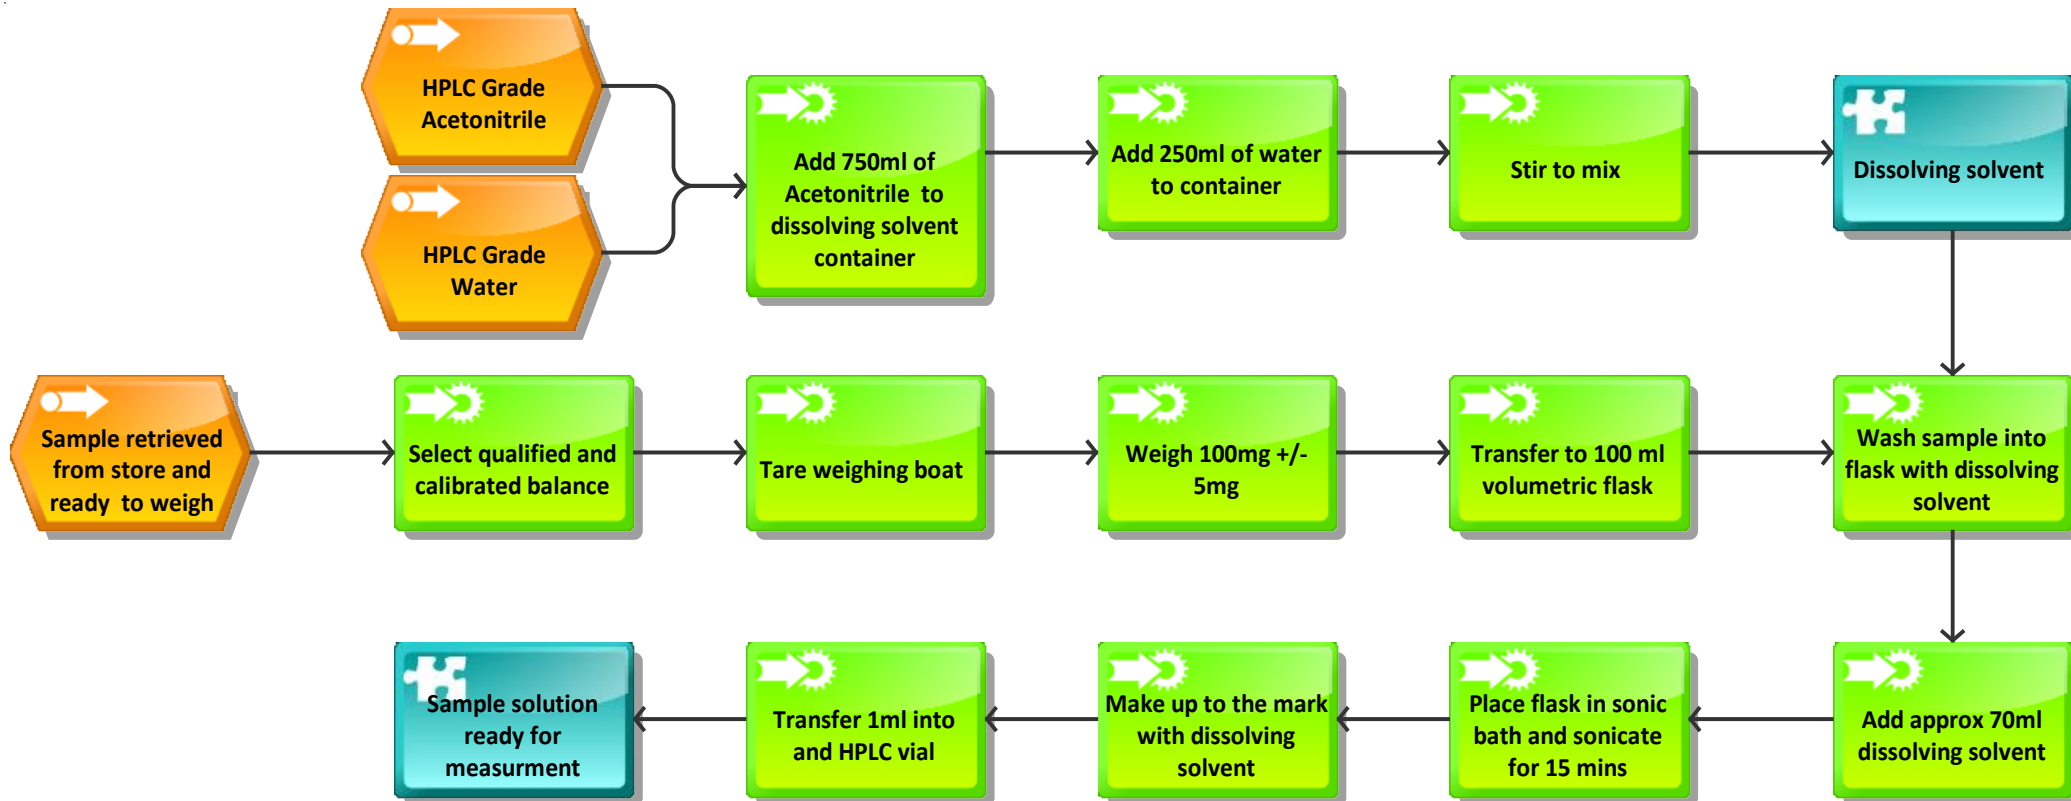 HPLC Grade
Acetonitrile
HPLC Grade
Water
Add 750ml of
Acetonitrile to
dissolving solvent
container
Add 250ml of water
to container
Stir to mix
Dissolving solvent
Sample retrieved
from store and
ready to weigh
Select qualified and
calibrated balance
Tare weighing boat
Weigh 100mg +/-
5mg
Transfer to 100 ml
volumetric flask
Wash sample into
flask with dissolving
solvent
Sample solution
ready for
measurment
Transfer 1ml into
and HPLC vial
Make up to the mark
with dissolving
solvent
Place flask in sonic
bath and sonicate
for 15 mins
Add approx 70ml
dissolving solvent